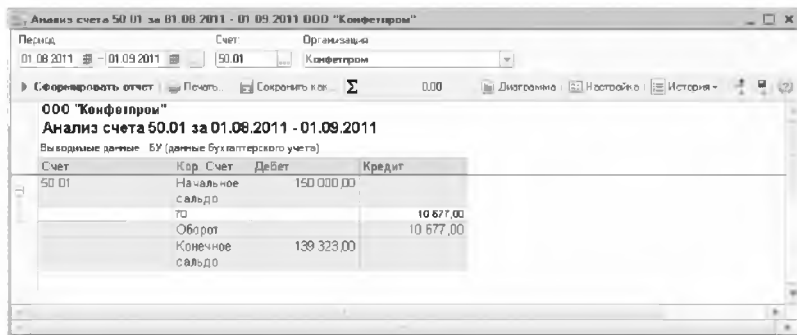 Анализ счета 50.01 за 01.08.2011 - 01.09.2011 ООО "Конфетпром"
Период Счет: Организация
01.08.2011 - 01.09.2011 ... 50.01 ... Конфетпром
Сформировать отчет Печать... Сохранить как... Σ 0.00 Диаграмма Настройка История
ООО "Конфетпром"
Анализ счета 50.01 за 01.08.2011 - 01.09.2011
Выводимые данные БУ (данные бухгалтерского учета)
Счет Кор. Счет Дебет Кредит
50.01 Начальное 150 000,00
сальдо
70 10 677,00
Оборот 10 677,00
Конечное 139 323,00
сальдо